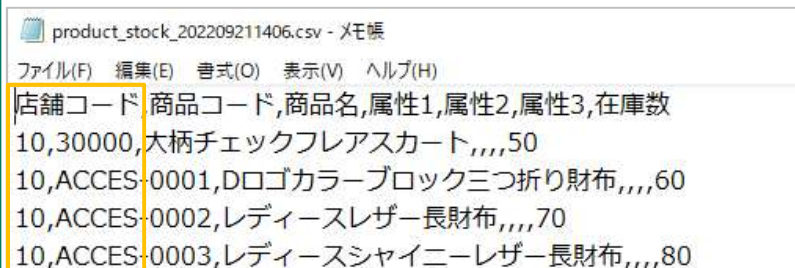 product_stock_202209211406.csv - メモ帳
ファイル(F) 編集(E) 書式(O) 表示(V) ヘルプ(H)
店舗コード,商品コード,商品名,属性1,属性2,属性3,在庫数
10,30000,大柄チェックフレアスカート,,,,50
10,ACCES-0001,Dロゴカラーブロック三つ折り財布,,,,60
10,ACCES-0002,レディースレザー長財布,,,,70
10,ACCES-0003,レディースシャイニーレザー長財布,,,,80